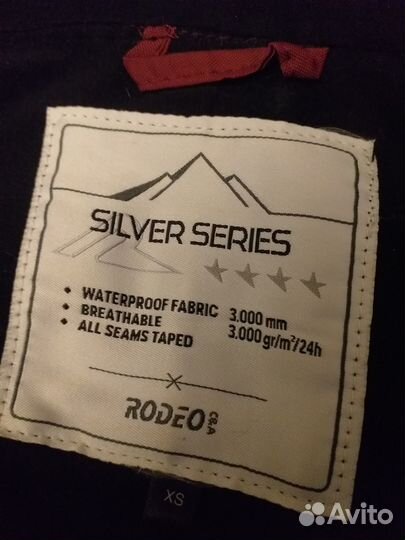 SILVER SERIES
• WATERPROOF FABRIC 3.000 mm
• BREATHABLE 3.000 gr/m²/24h
• ALL SEAMS TAPED
RODEO C&A
XS
Avito